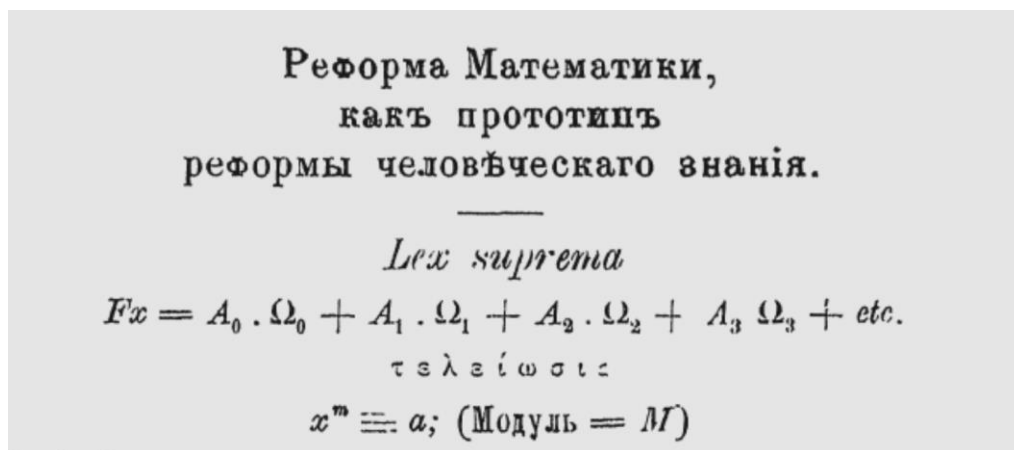 Реформа Математики,
какъ прототипъ
реформы человѣческаго знанія.
Lex suprema
Fx = A₀ . Ω₀ + A₁ . Ω₁ + A₂ . Ω₂ + A₃ Ω₃ + etc.
τελείωσις
xᵐ ≡ a; (Модуль = M)